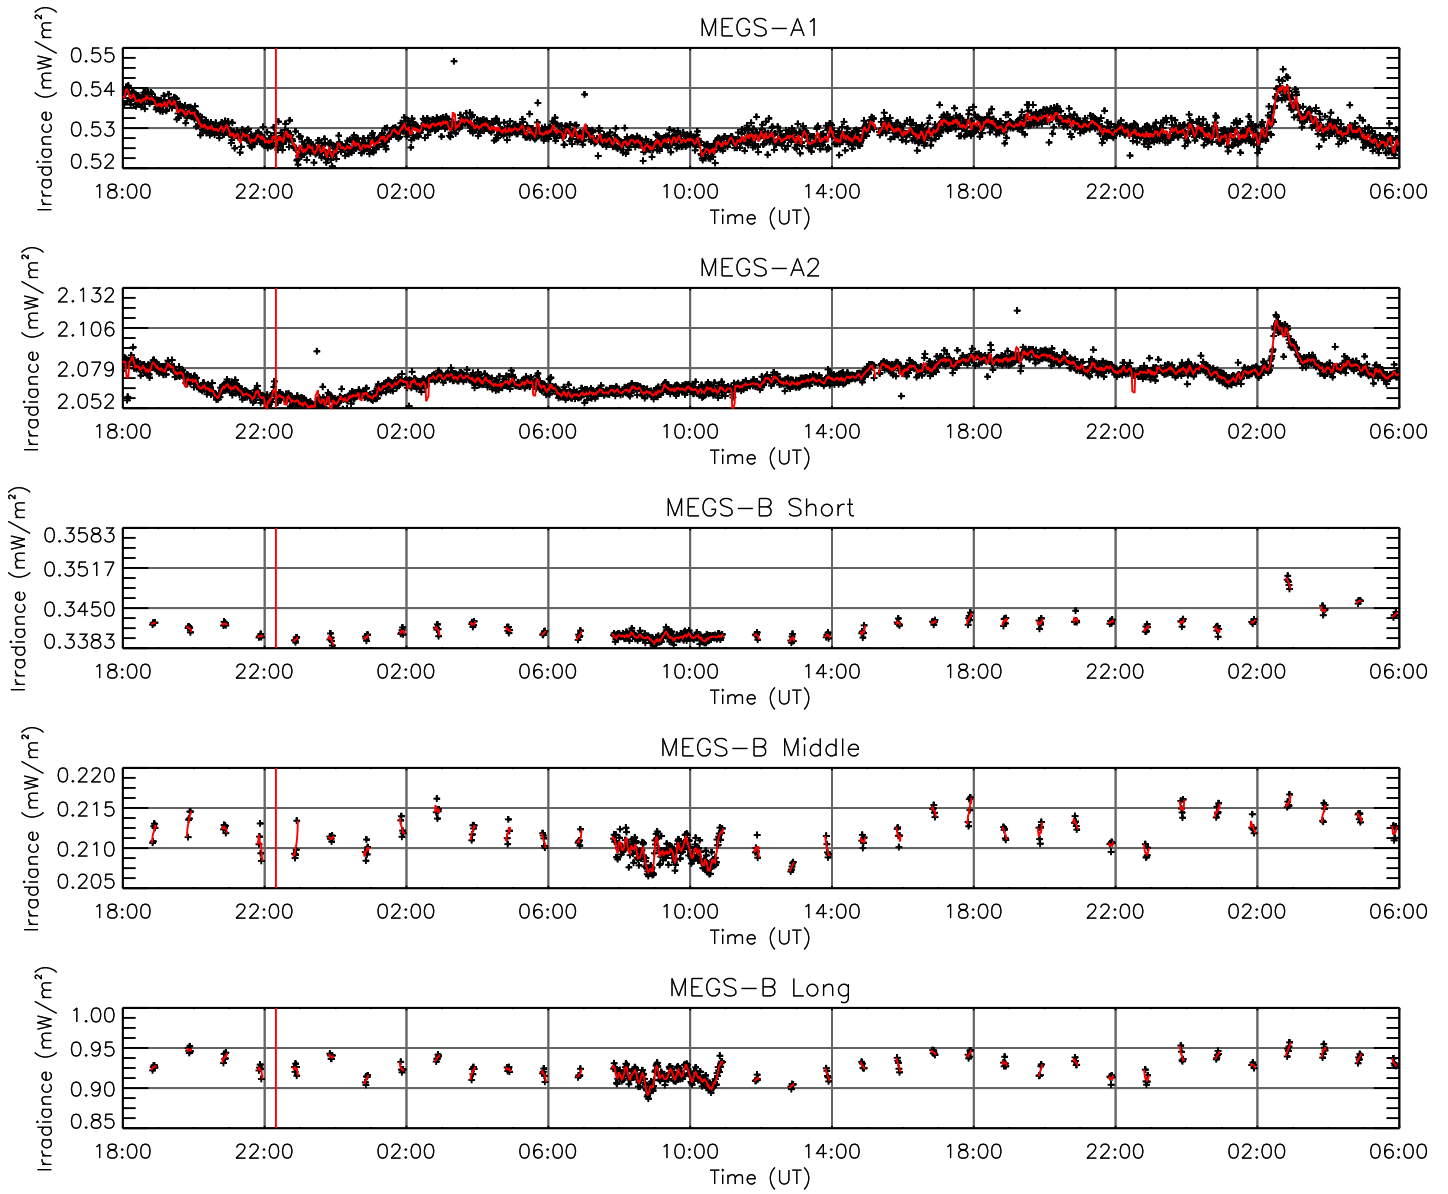 MEGS-A1
Irradiance (mW/m²)
0.55
0.54
0.53
0.52
18:00 22:00 02:00 06:00 10:00 14:00 18:00 22:00 02:00 06:00
Time (UT)
MEGS-A2
Irradiance (mW/m²)
2.132
2.106
2.079
2.052
18:00 22:00 02:00 06:00 10:00 14:00 18:00 22:00 02:00 06:00
Time (UT)
MEGS-B Short
Irradiance (mW/m²)
0.3583
0.3517
0.3450
0.3383
18:00 22:00 02:00 06:00 10:00 14:00 18:00 22:00 02:00 06:00
Time (UT)
MEGS-B Middle
Irradiance (mW/m²)
0.220
0.215
0.210
0.205
18:00 22:00 02:00 06:00 10:00 14:00 18:00 22:00 02:00 06:00
Time (UT)
MEGS-B Long
Irradiance (mW/m²)
1.00
0.95
0.90
0.85
18:00 22:00 02:00 06:00 10:00 14:00 18:00 22:00 02:00 06:00
Time (UT)